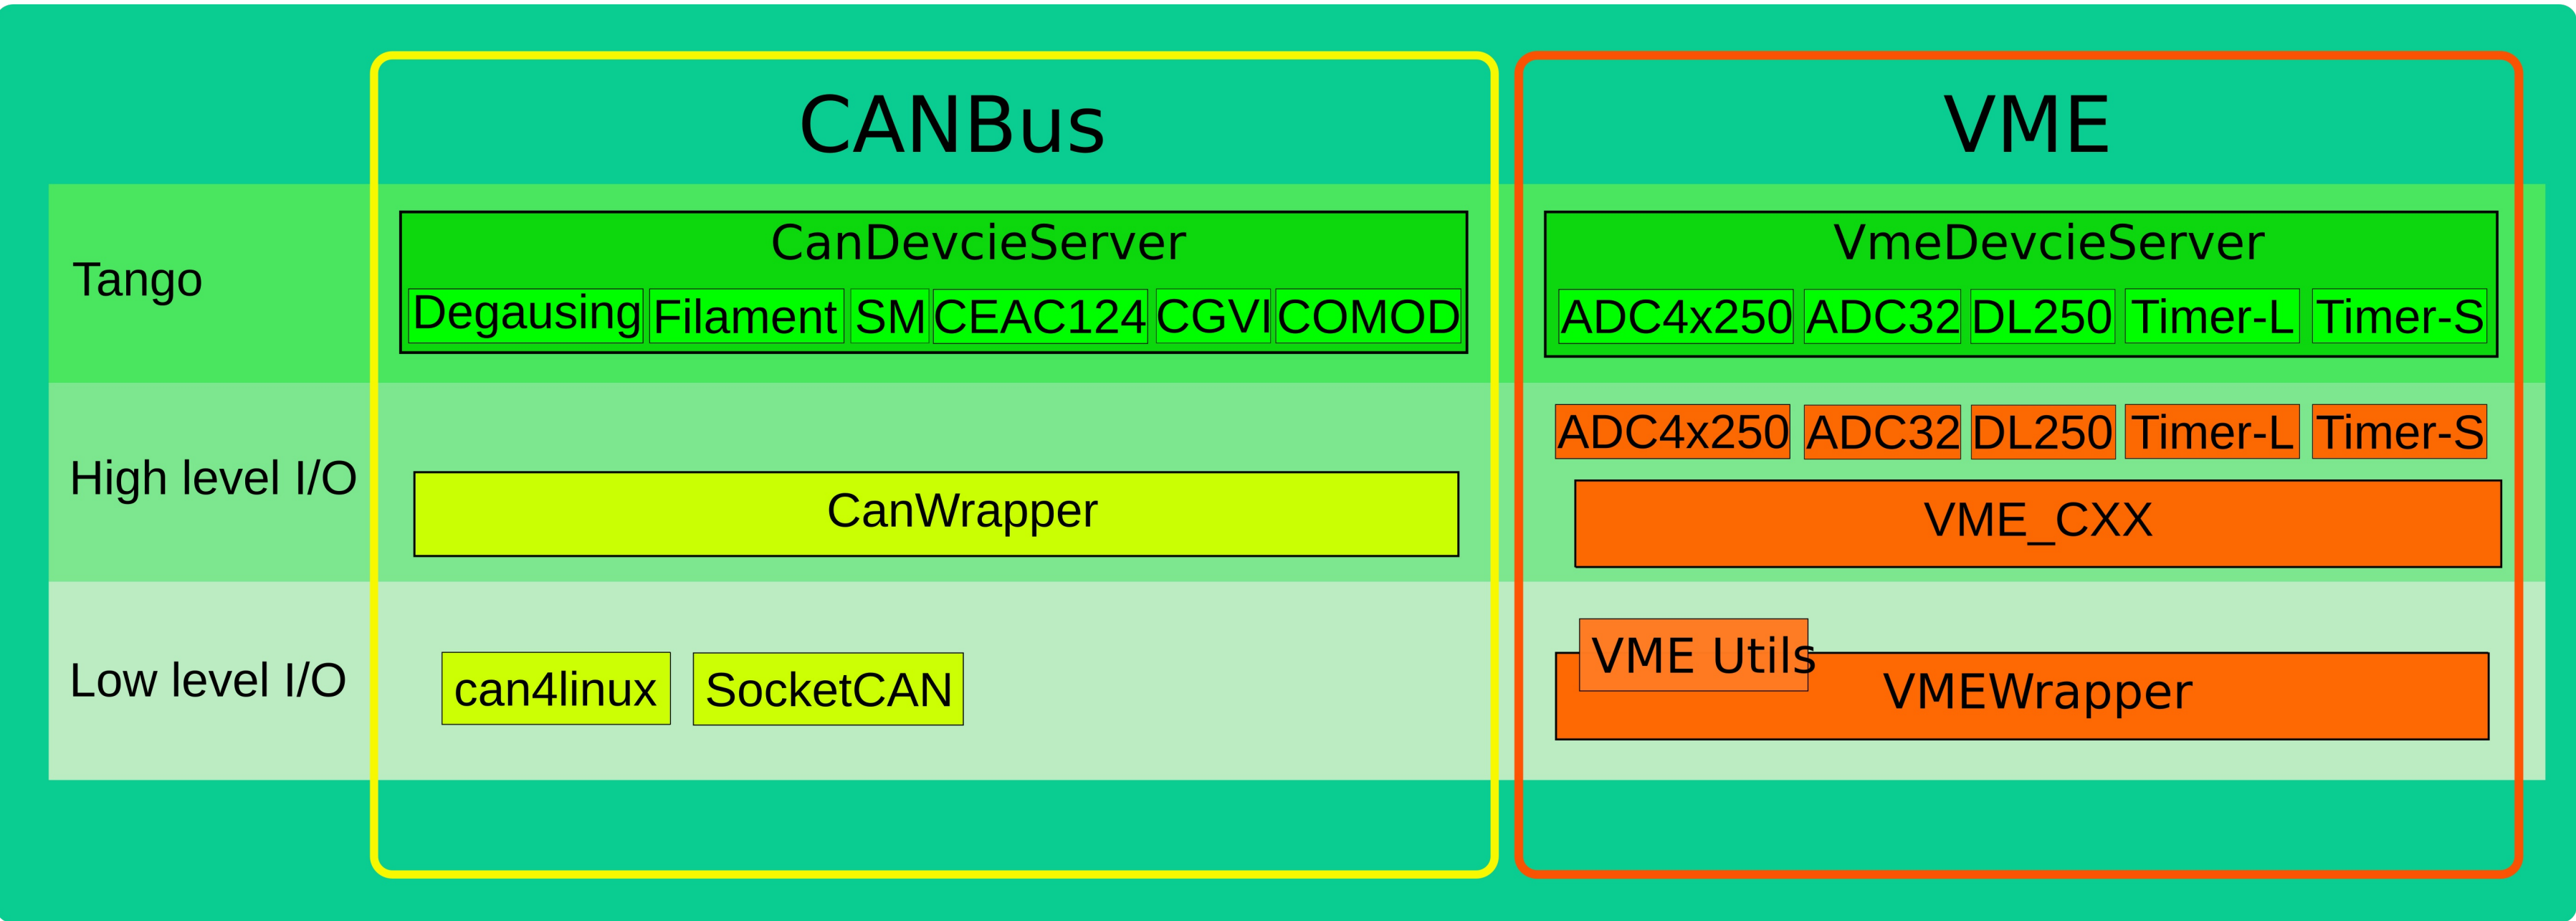 CANBus
VME
Tango
CanDevcieServer
Degausing Filament SM CEAC124 CGVI COMOD
VmeDevcieServer
ADC4x250 ADC32 DL250 Timer-L Timer-S
High level I/O
CanWrapper
ADC4x250 ADC32 DL250 Timer-L Timer-S
VME_CXX
Low level I/O
can4linux SocketCAN
VME Utils
VMEWrapper